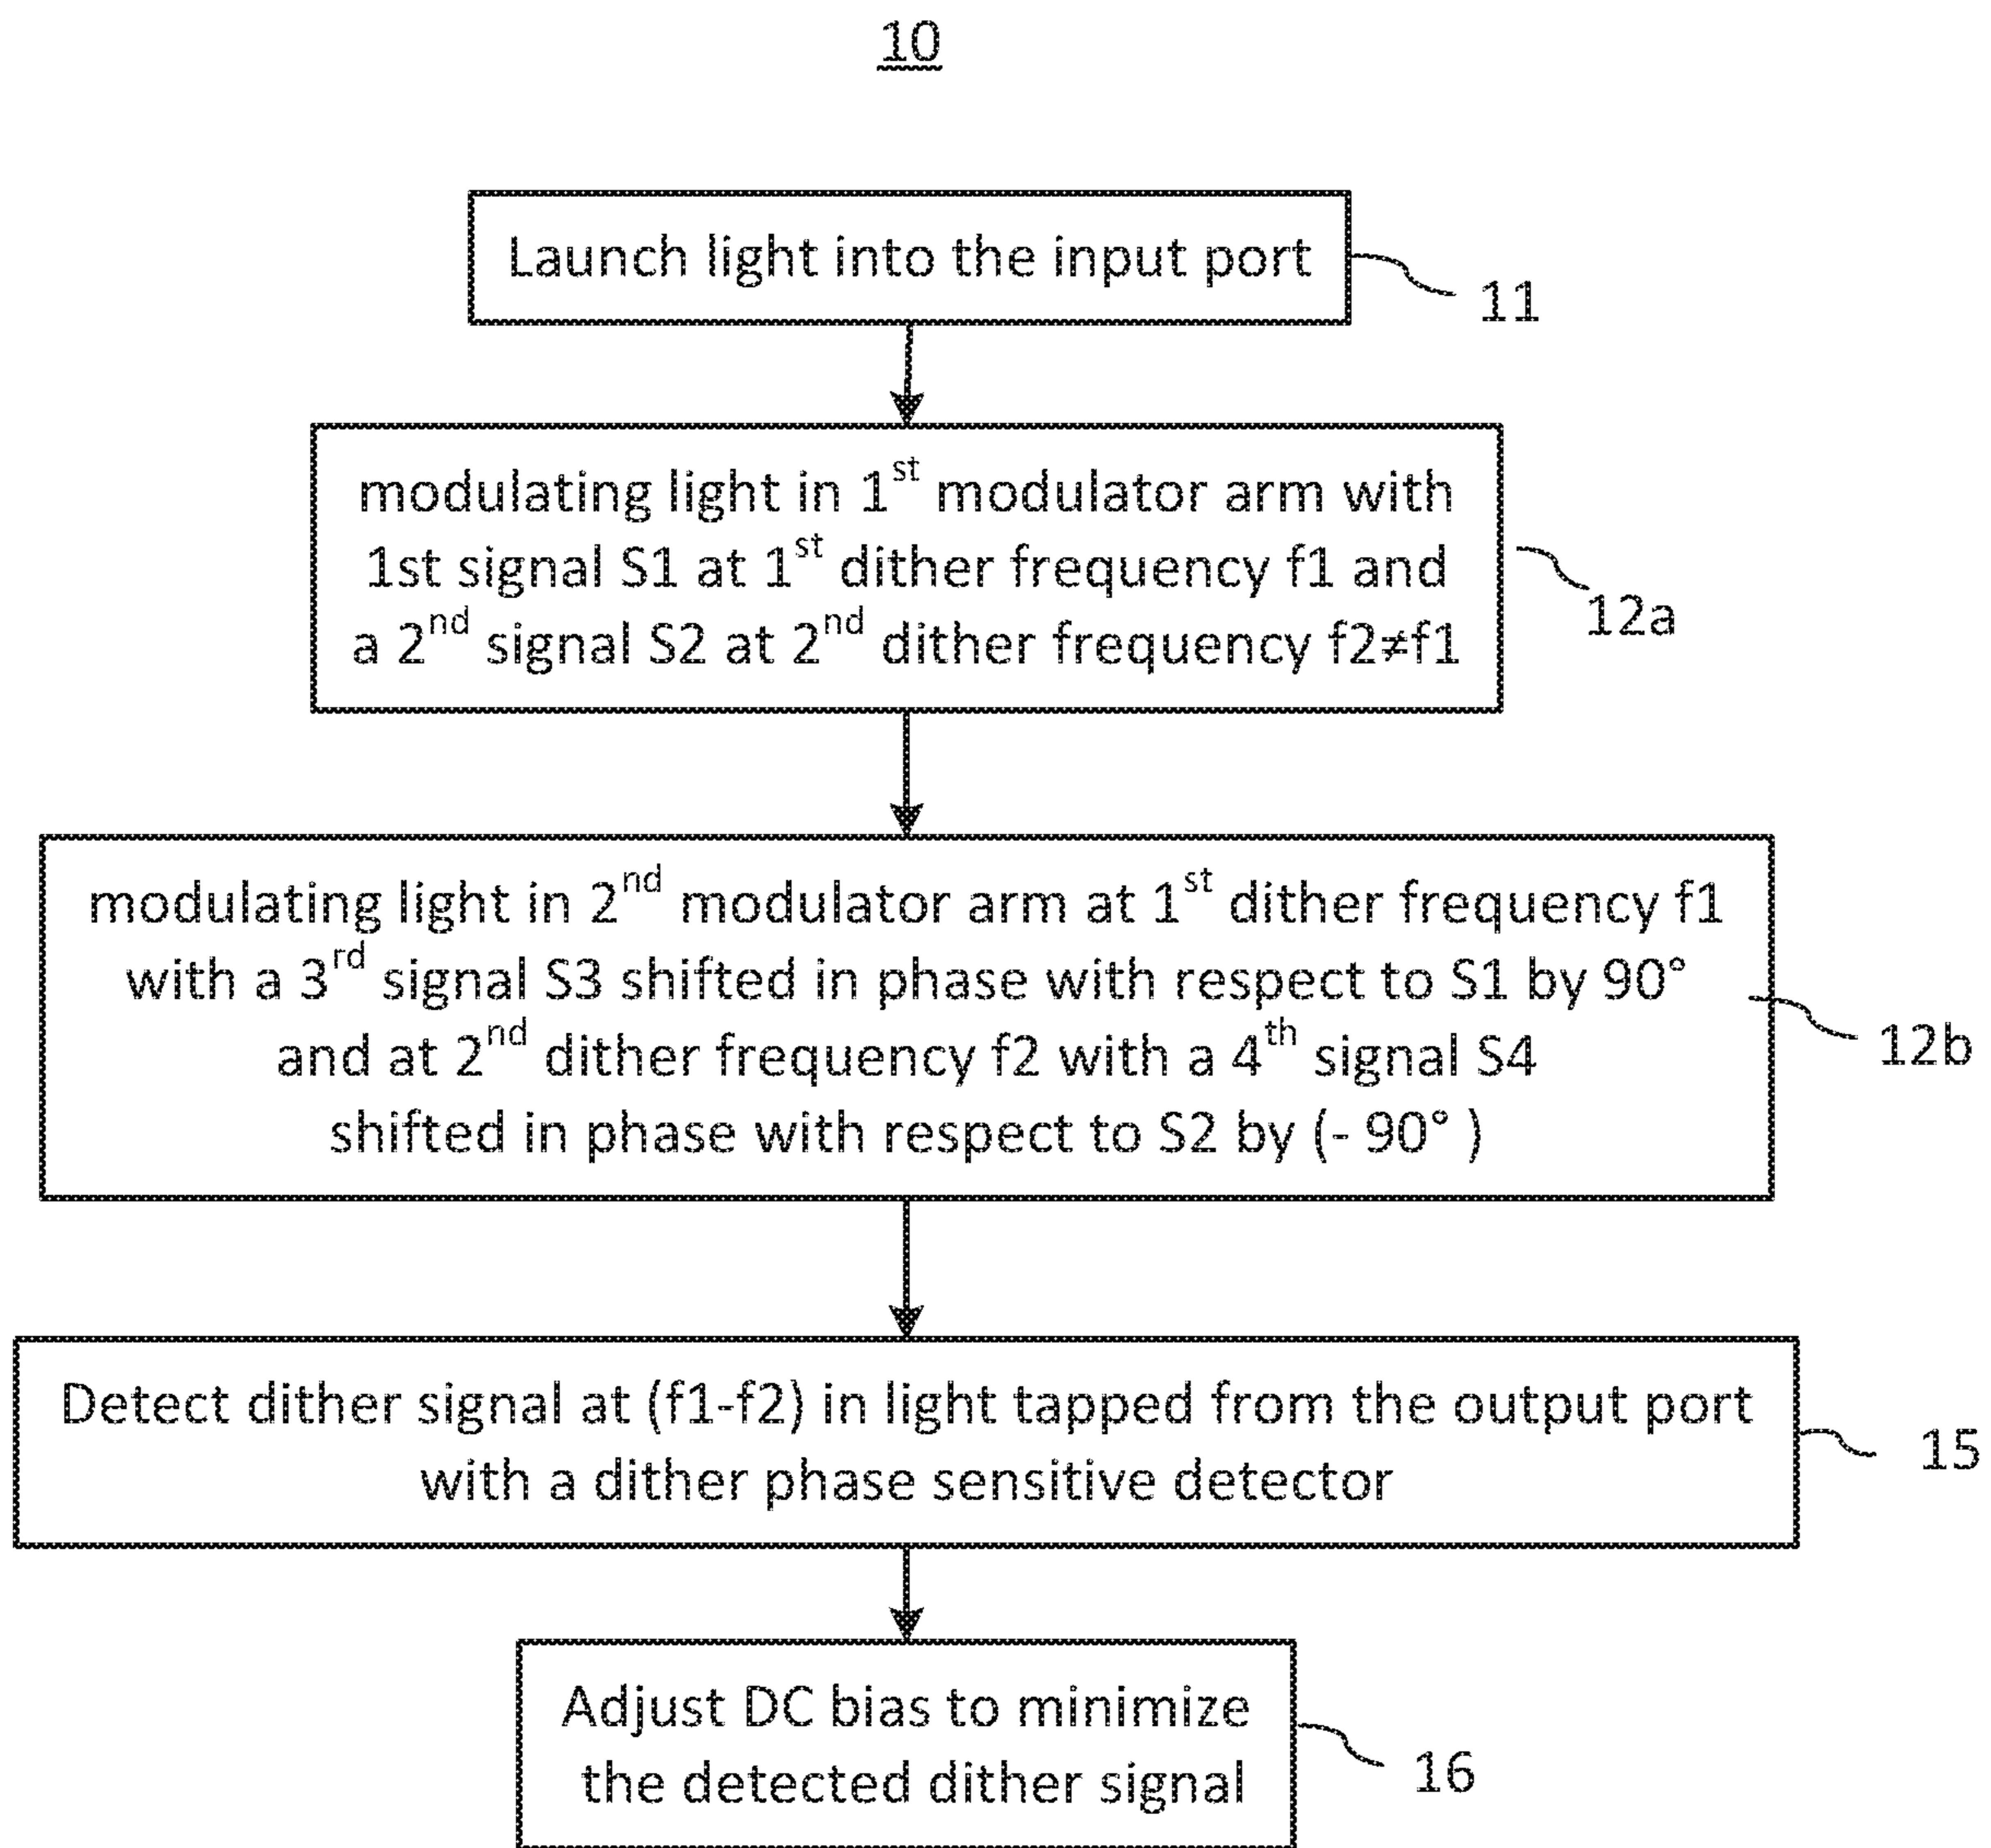 10
Launch light into the input port
11
modulating light in 1st modulator arm with
1st signal S1 at 1st dither frequency f1 and
a 2nd signal S2 at 2nd dither frequency f2≠f1
12a
modulating light in 2nd modulator arm at 1st dither frequency f1
with a 3rd signal S3 shifted in phase with respect to S1 by 90°
and at 2nd dither frequency f2 with a 4th signal S4
shifted in phase with respect to S2 by (- 90° )
12b
Detect dither signal at (f1-f2) in light tapped from the output port
with a dither phase sensitive detector
15
Adjust DC bias to minimize
the detected dither signal
16